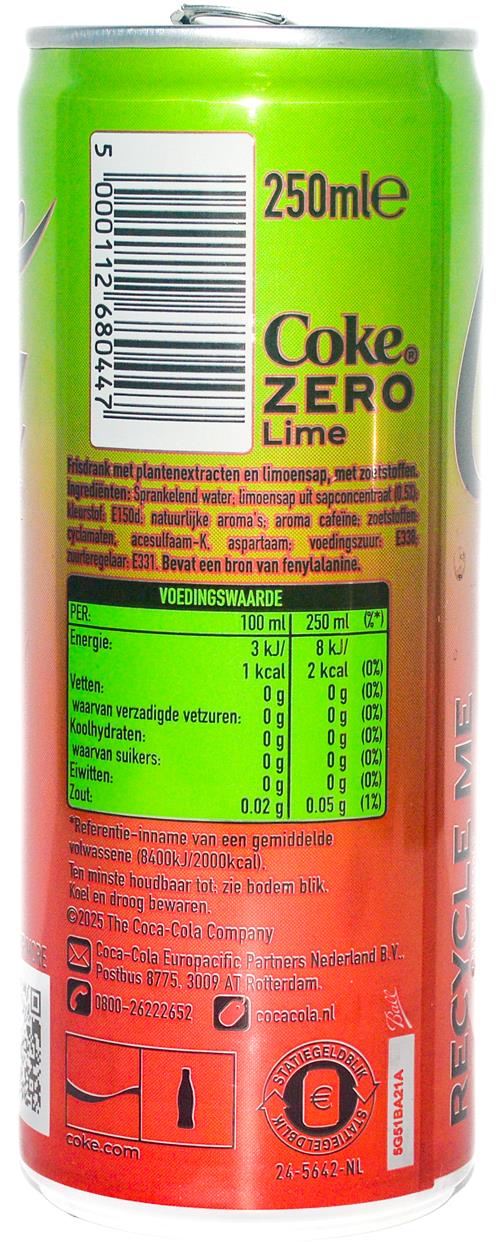 5 000112 680447
250ml e
Coke®
ZERO
Lime
Frisdrank met plantenextracten en limoensap, met zoetstoffen.
Ingrediënten: Sprankelend water; limoensap uit sapconcentraat (0.5%);
kleurstof: E150d; natuurlijke aroma's; aroma cafeïne; zoetstoffen:
cyclamaten, acesulfaam-K, aspartaam; voedingszuur: E338;
zuurteregelaar: E331. Bevat een bron van fenylalanine.
VOEDINGSWAARDE
PER: 100 ml 250 ml (%*)
Energie: 3 kJ/ 8 kJ/
1 kcal 2 kcal (0%)
Vetten: 0 g 0 g (0%)
waarvan verzadigde vetzuren: 0 g 0 g (0%)
Koolhydraten: 0 g 0 g (0%)
waarvan suikers: 0 g 0 g (0%)
Eiwitten: 0 g 0 g (0%)
Zout: 0.02 g 0.05 g (1%)
*Referentie-inname van een gemiddelde
volwassene (8400kJ/2000kcal).
Ten minste houdbaar tot: zie bodem blik.
Koel en droog bewaren.
©2025 The Coca-Cola Company
Coca-Cola Europacific Partners Nederland B.V.,
Postbus 8775, 3009 AT Rotterdam.
0800-26222652 cocacola.nl
coke.com
STATIEGELDBLIK
€
STATIEGELDBLIK
24-5642-NL
Ball
5G51BA21A
RECYCLE ME